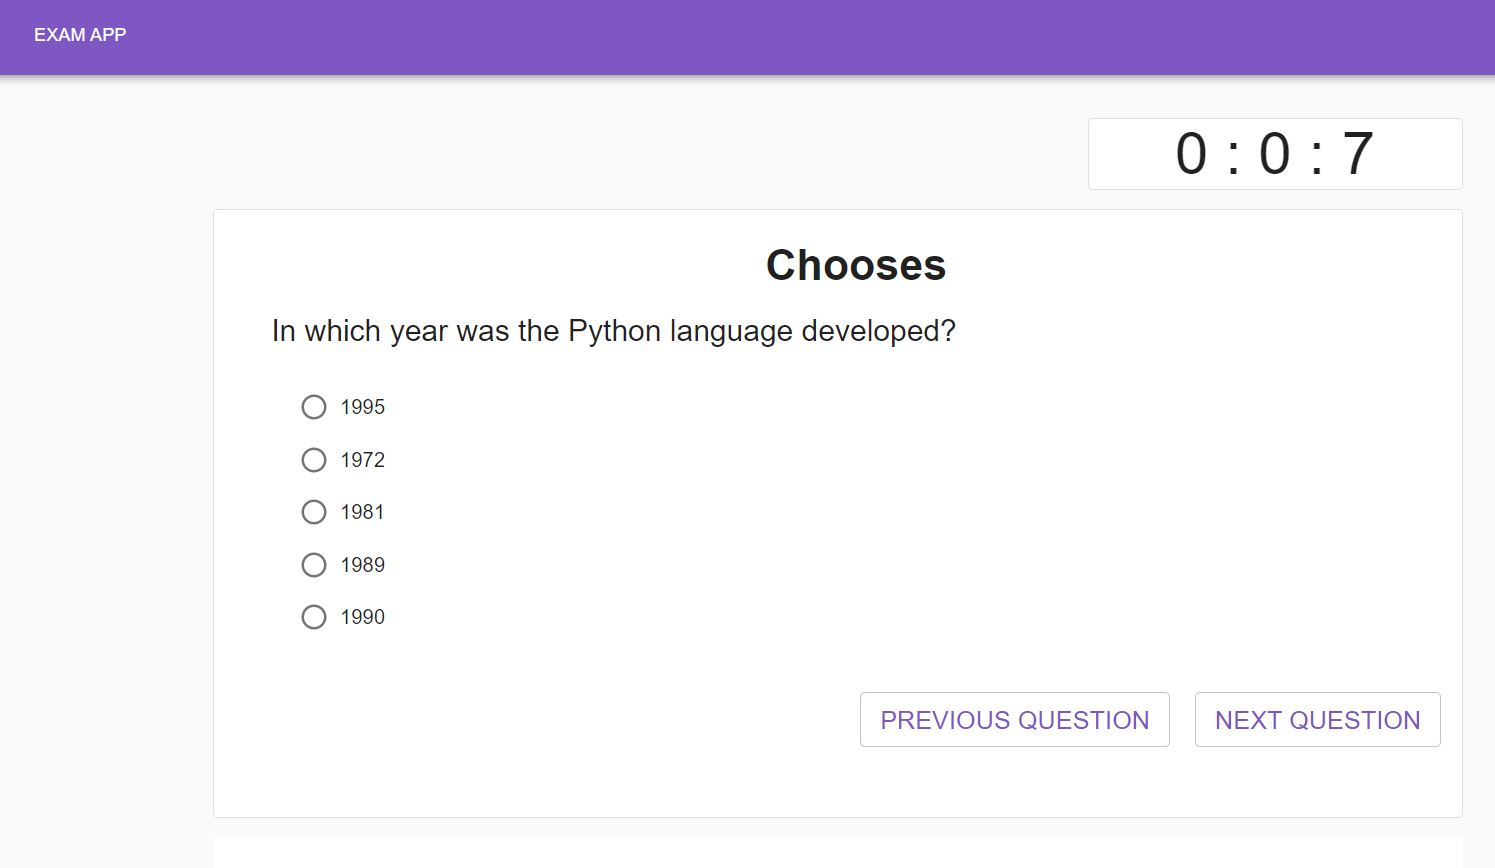 EXAM APP
0 : 0 : 7
Chooses
In which year was the Python language developed?
1995
1972
1981
1989
1990
PREVIOUS QUESTION
NEXT QUESTION